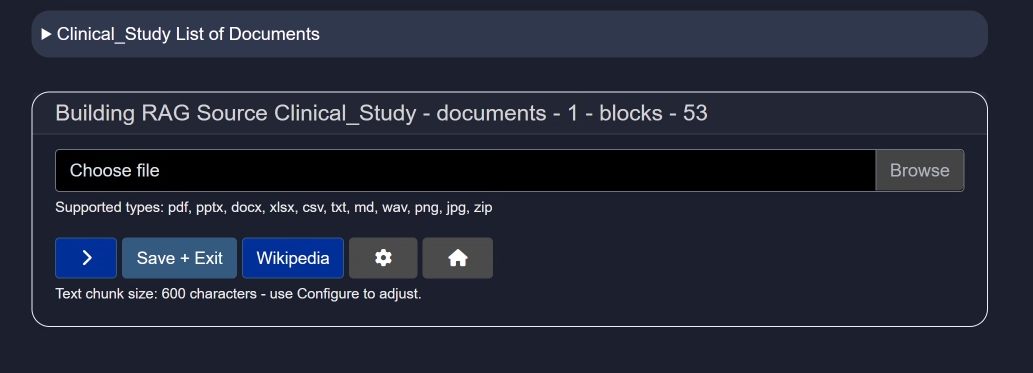 Clinical_Study List of Documents
Building RAG Source Clinical_Study - documents - 1 - blocks - 53
Choose file Browse
Supported types: pdf, pptx, docx, xlsx, csv, txt, md, wav, png, jpg, zip
Save + Exit Wikipedia
Text chunk size: 600 characters - use Configure to adjust.